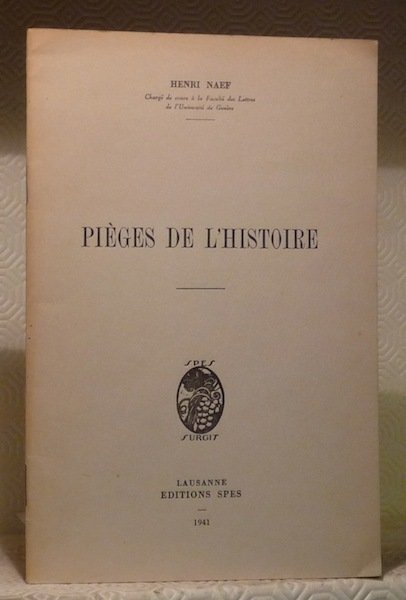 HENRI NAEF
Chargé de cours à la Faculté des Lettres
de l'Université de Genève
PIÈGES DE L'HISTOIRE
SPES
SURGIT
LAUSANNE
EDITIONS SPES
1941